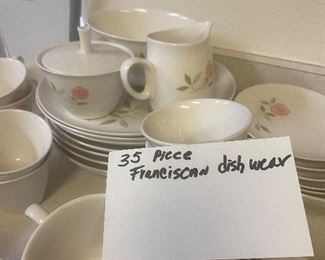 35 Piece
Franciscan dish wear